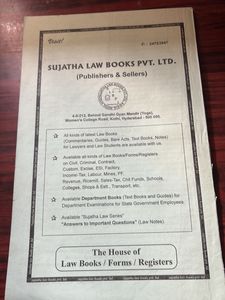 Visit!
✆ : 24753447
SUJATHA LAW BOOKS PVT. LTD.
(Publishers & Sellers)
4-5/212, Behind Gandhi Gyan Mandir (Yoga),
Women's College Road, Kothi, Hyderabad - 500 095.
All kinds of latest Law Books
(Commentaries, Guides, Bare Acts, Text Books, Notes)
for Lawyers and Law Students are available with us.
Available all kinds of Law Books/Forms/Registers
on Civil, Criminal, Contract,
Custom, Excise, ESI, Factory,
Income-Tax, Labour, Mines, PF,
Revenue, Ricemill, Sales-Tax, Chit Funds, Schools,
Colleges, Shops & Est., Transport, etc.
Available Department Books (Text Books and Guides) for
Department Examinations for State Government Employees.
Available "Sujatha Law Series"
"Answers to Important Questions" (Law Notes)
The House of
Law Books / Forms / Registers